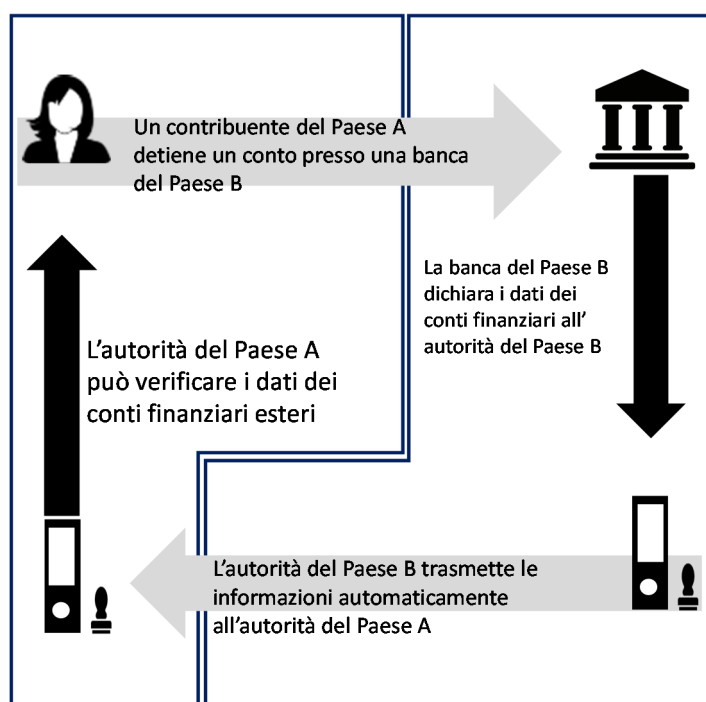 Un contribuente del Paese A
detiene un conto presso una banca
del Paese B
La banca del Paese B
dichiara i dati dei
conti finanziari all'
autorità del Paese B
L'autorità del Paese B trasmette le
informazioni automaticamente
all'autorità del Paese A
L'autorità del Paese A
può verificare i dati dei
conti finanziari esteri